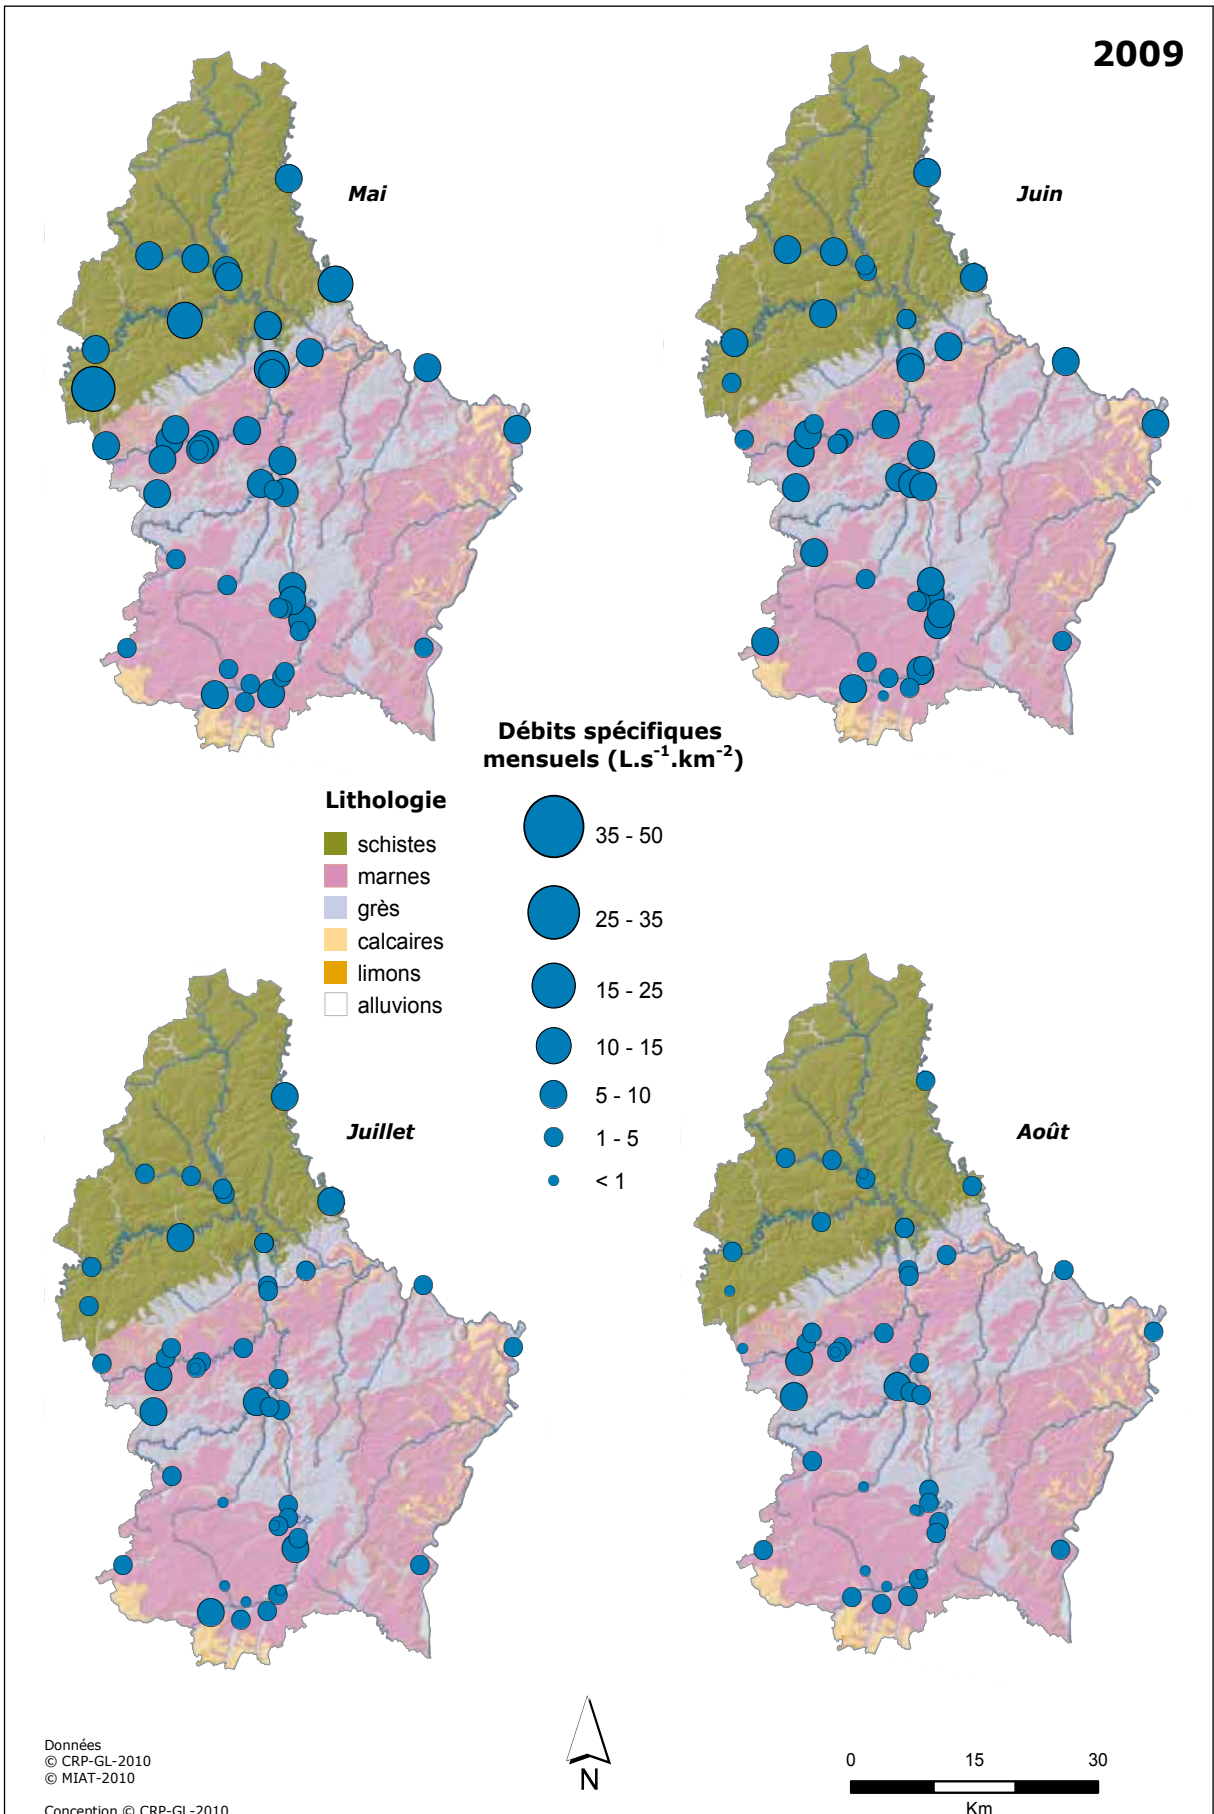 2009
Mai
Juin
Débits spécifiques
mensuels (L.s⁻¹.km⁻²)
Lithologie
schistes
marnes
grès
calcaires
limons
alluvions
35 - 50
25 - 35
15 - 25
10 - 15
5 - 10
1 - 5
< 1
Juillet
Août
Données
© CRP-GL-2010
© MIAT-2010
Conception © CRP-GL-2010
N
0 15 30
Km